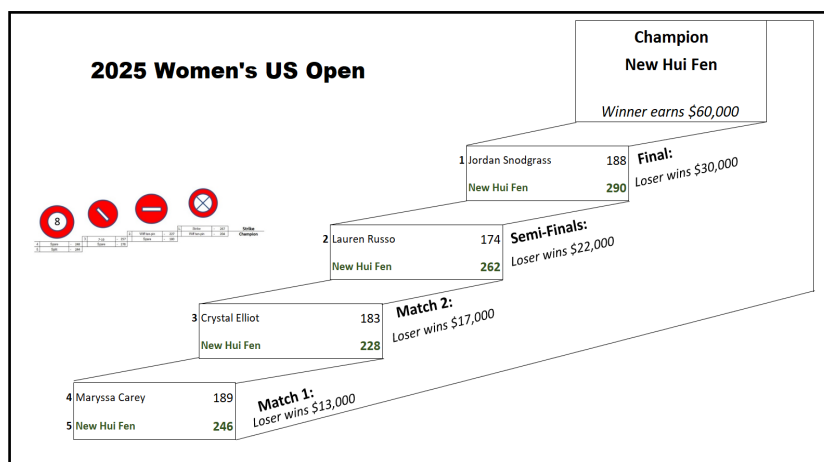 2025 Women's US Open
Champion
New Hui Fen
Winner earns $60,000
1 Jordan Snodgrass 188
New Hui Fen 290
Final:
Loser wins $30,000
2 Lauren Russo 174
New Hui Fen 262
Semi-Finals:
Loser wins $22,000
3 Crystal Elliot 183
New Hui Fen 228
Match 2:
Loser wins $17,000
4 Maryssa Carey 189
5 New Hui Fen 246
Match 1:
Loser wins $13,000
8
Strike
Champion